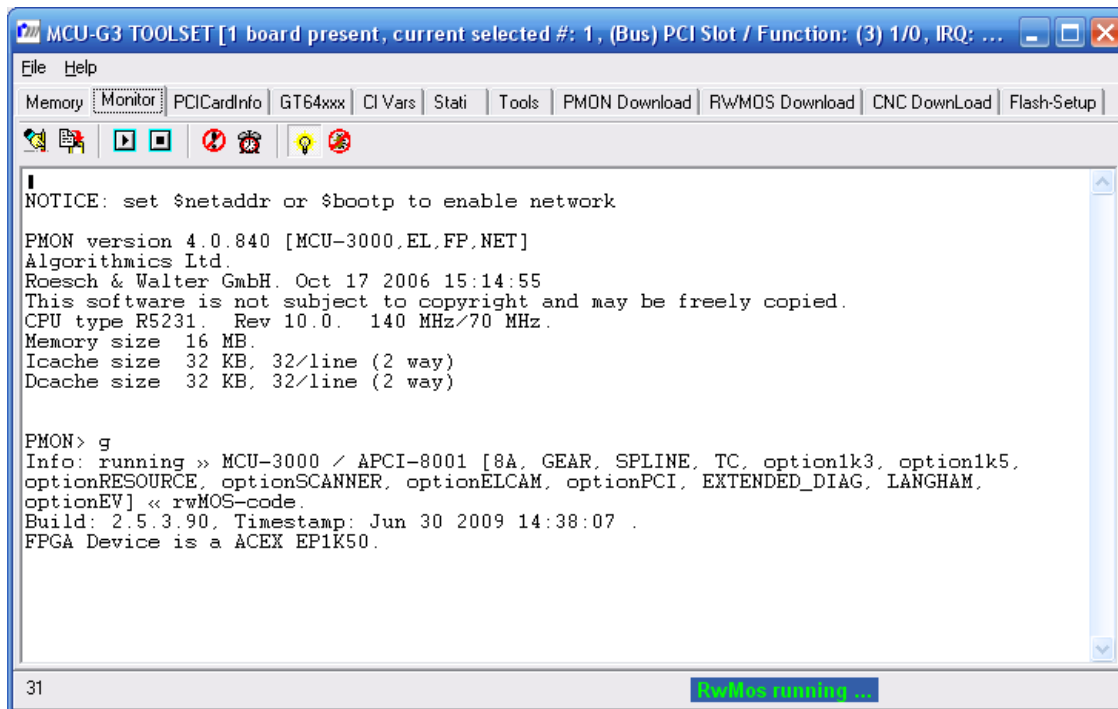 MCU-G3 TOOLSET [1 board present, current selected #: 1, (Bus) PCI Slot / Function: (3) 1/0, IRQ: ...
File Help
Memory Monitor PCICardInfo GT64xxx CI Vars Stati Tools PMON Download RWMOS Download CNC DownLoad Flash-Setup
NOTICE: set $netaddr or $bootp to enable network
PMON version 4.0.840 [MCU-3000,EL,FP,NET]
Algorithmics Ltd.
Roesch & Walter GmbH. Oct 17 2006 15:14:55
This software is not subject to copyright and may be freely copied.
CPU type R5231. Rev 10.0. 140 MHz/70 MHz.
Memory size 16 MB.
Icache size 32 KB, 32/line (2 way)
Dcache size 32 KB, 32/line (2 way)
PMON> g
Info: running » MCU-3000 / APCI-8001 [8A, GEAR, SPLINE, TC, option1k3, option1k5,
optionRESOURCE, optionSCANNER, optionELCAM, optionPCI, EXTENDED_DIAG, LANGHAM,
optionEV] « rwMOS-code.
Build: 2.5.3.90, Timestamp: Jun 30 2009 14:38:07 .
FPGA Device is a ACEX EP1K50.
31
RwMos running ...